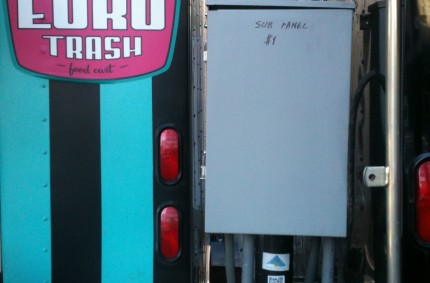 EURO
TRASH
- food cart -
SUB PANEL
$1